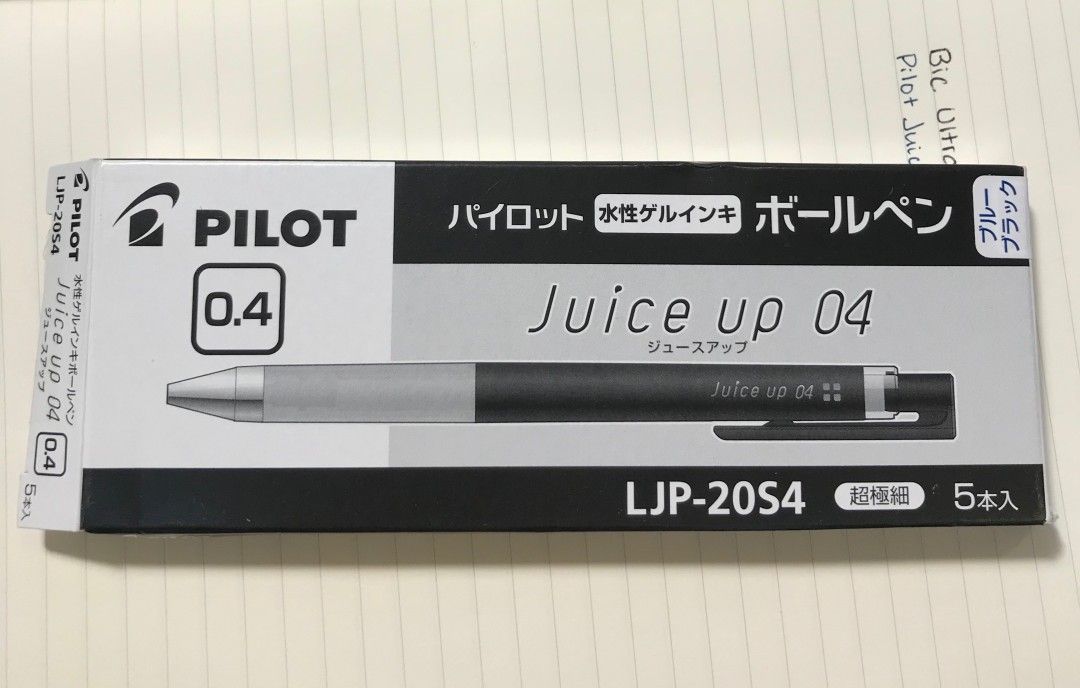 Bic Ultra
Pilot Juic
PILOT
パイロット 水性ゲルインキ ボールペン
ブルー
ブラック
0.4
Juice up 04
ジュースアップ
Juice up 04
LJP-20S4 超極細 5本入
PILOT
LJP-20S4
水性ゲルインキボールペン
Juice up 04
ジュースアップ
0.4
5本入